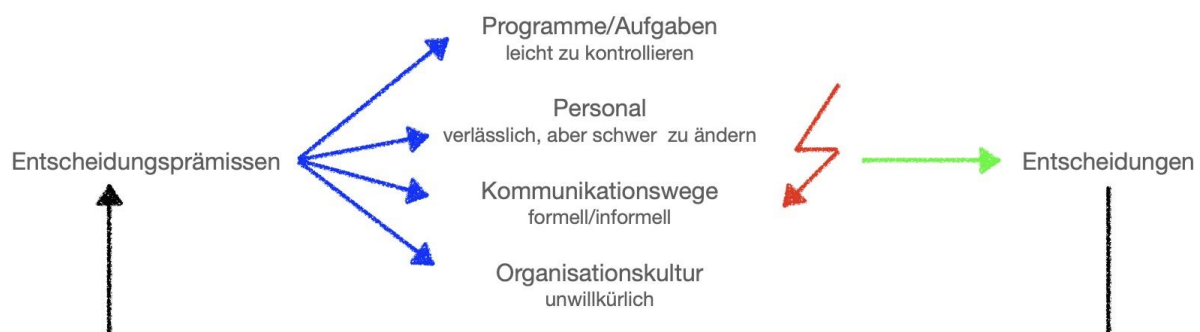 Programme/Aufgaben
leicht zu kontrollieren
Personal
verlässlich, aber schwer zu ändern
Entscheidungsprämissen
Entscheidungen
Kommunikationswege
formell/informell
Organisationskultur
unwillkürlich